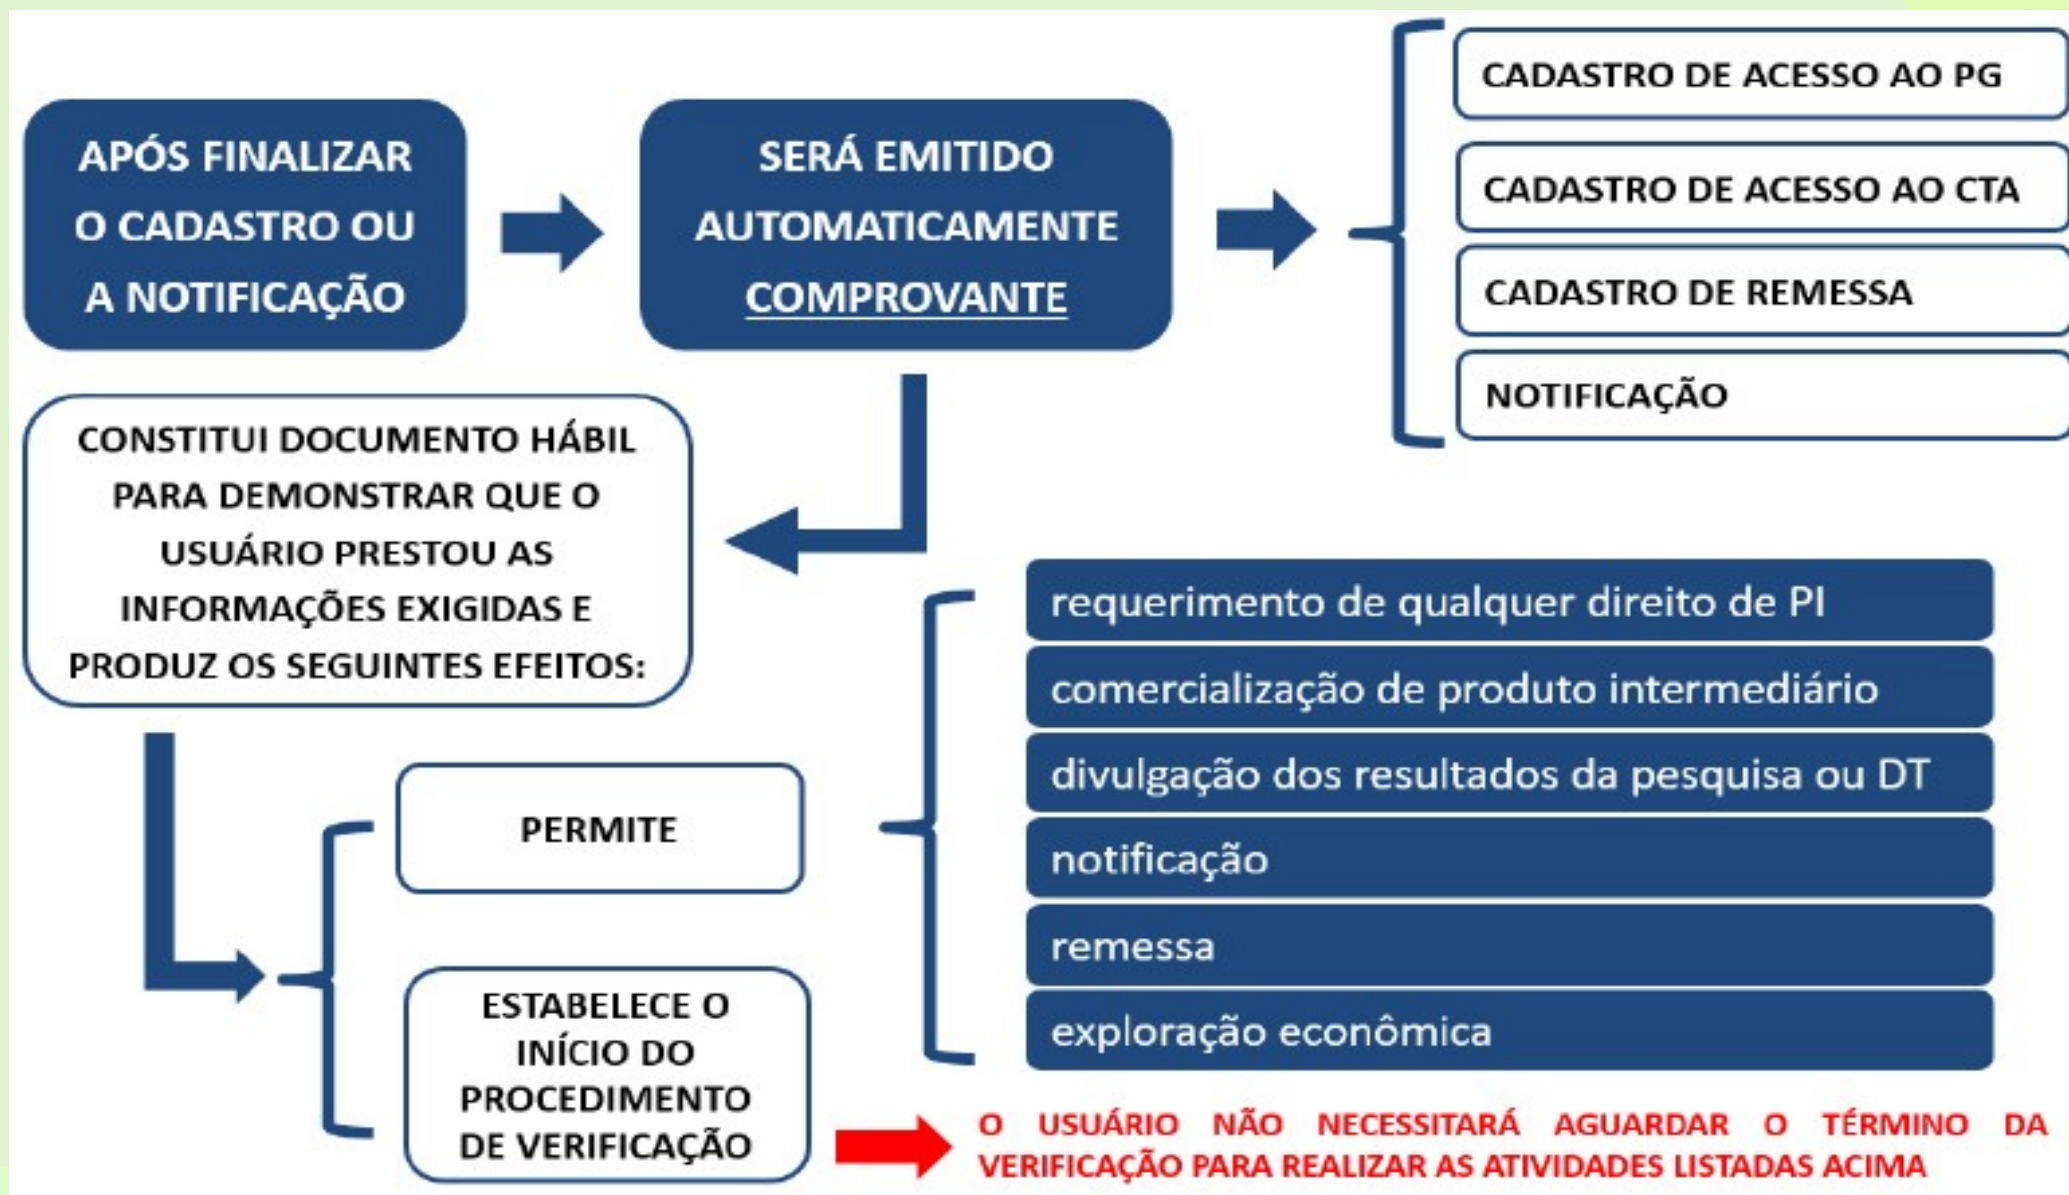 APÓS FINALIZAR
O CADASTRO OU
A NOTIFICAÇÃO
SERÁ EMITIDO
AUTOMATICAMENTE
COMPROVANTE
CADASTRO DE ACESSO AO PG
CADASTRO DE ACESSO AO CTA
CADASTRO DE REMESSA
NOTIFICAÇÃO
CONSTITUI DOCUMENTO HÁBIL
PARA DEMONSTRAR QUE O
USUÁRIO PRESTOU AS
INFORMAÇÕES EXIGIDAS E
PRODUZ OS SEGUINTES EFEITOS:
PERMITE
requerimento de qualquer direito de PI
comercialização de produto intermediário
divulgação dos resultados da pesquisa ou DT
notificação
remessa
exploração econômica
ESTABELECE O
INÍCIO DO
PROCEDIMENTO
DE VERIFICAÇÃO
O USUÁRIO NÃO NECESSITARÁ AGUARDAR O TÉRMINO DA
VERIFICAÇÃO PARA REALIZAR AS ATIVIDADES LISTADAS ACIMA